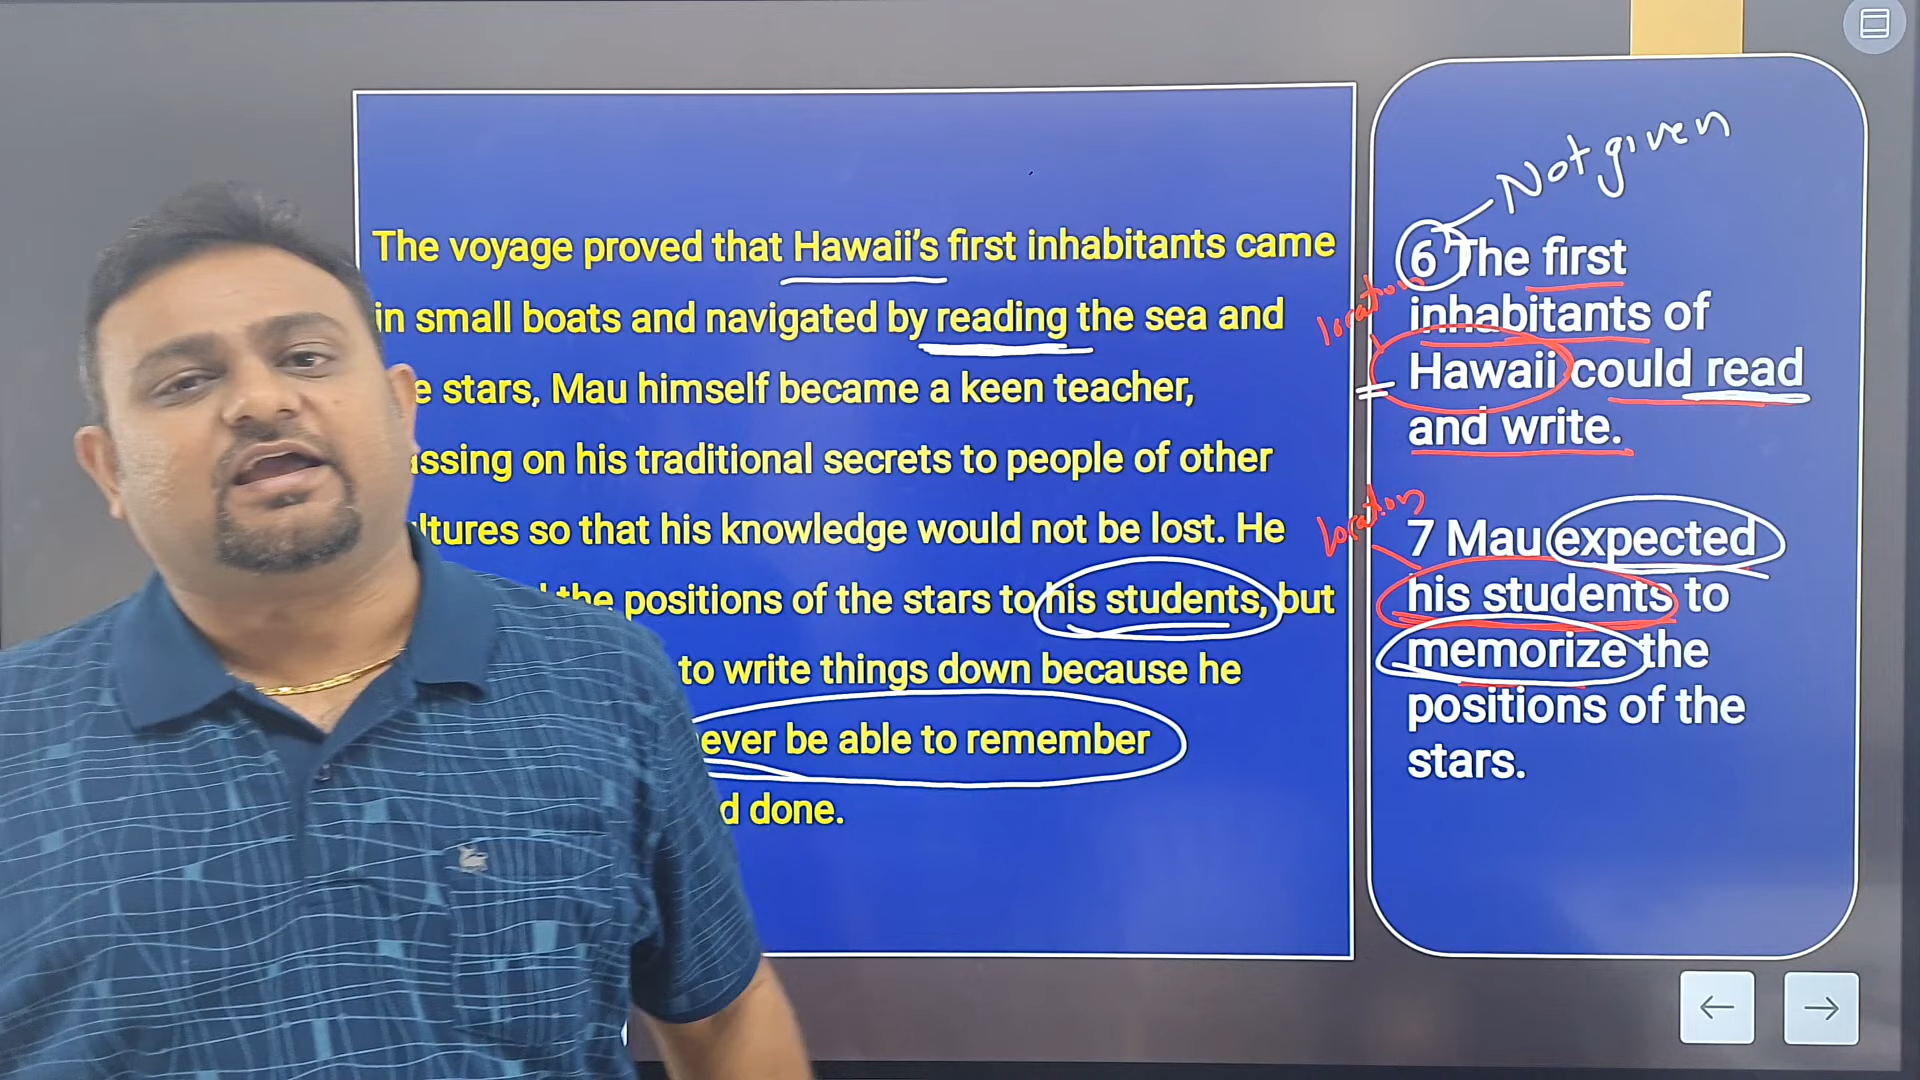 The voyage proved that Hawaii's first inhabitants came
in small boats and navigated by reading the sea and
stars, Mau himself became a keen teacher,
on his traditional secrets to people of other
so that his knowledge would not be lost. He
the positions of the stars to his students, but
to write things down because he
be able to remember
done.
Not given
6 The first
inhabitants of
Hawaii could read
and write.
location
7 Mau expected
his students to
memorize the
positions of the
stars.
location